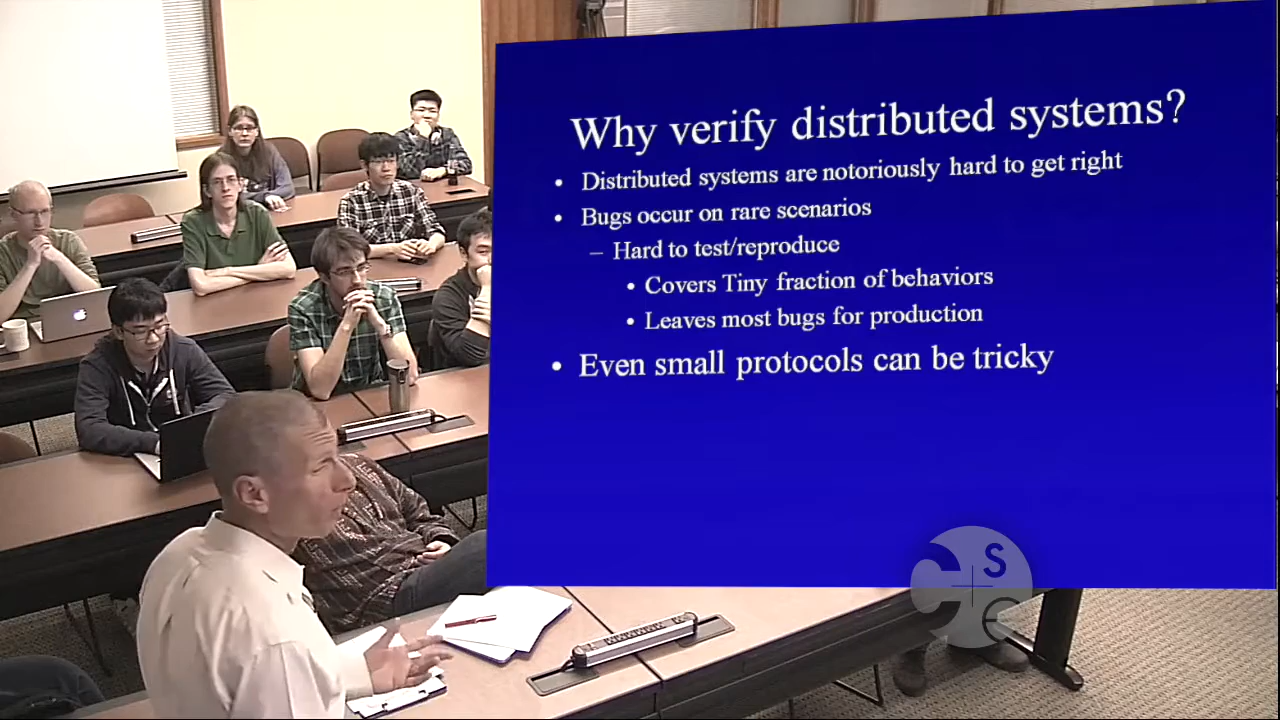 Why verify distributed systems?
• Distributed systems are notoriously hard to get right
• Bugs occur on rare scenarios
– Hard to test/reproduce
• Covers Tiny fraction of behaviors
• Leaves most bugs for production
• Even small protocols can be tricky
C S
e